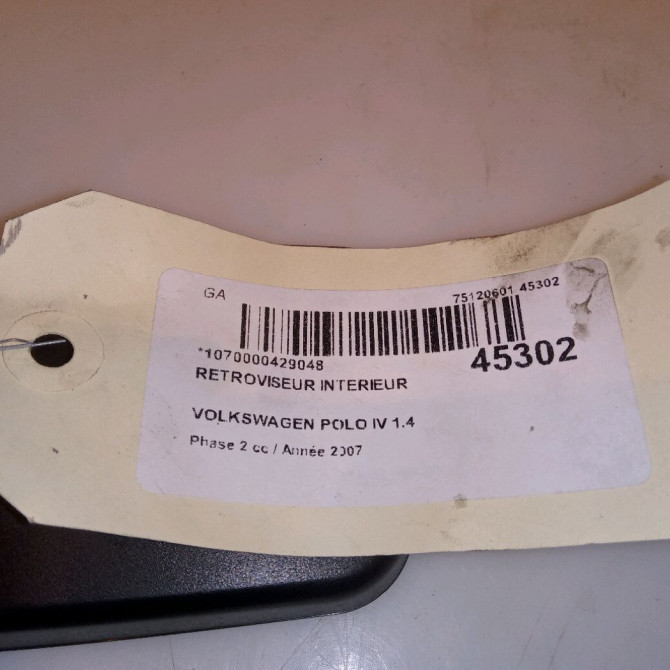 GA
75120601 45302
*1070000429048
45302
RETROVISEUR INTERIEUR
VOLKSWAGEN POLO IV 1.4
Phase 2 cc / Année 2007